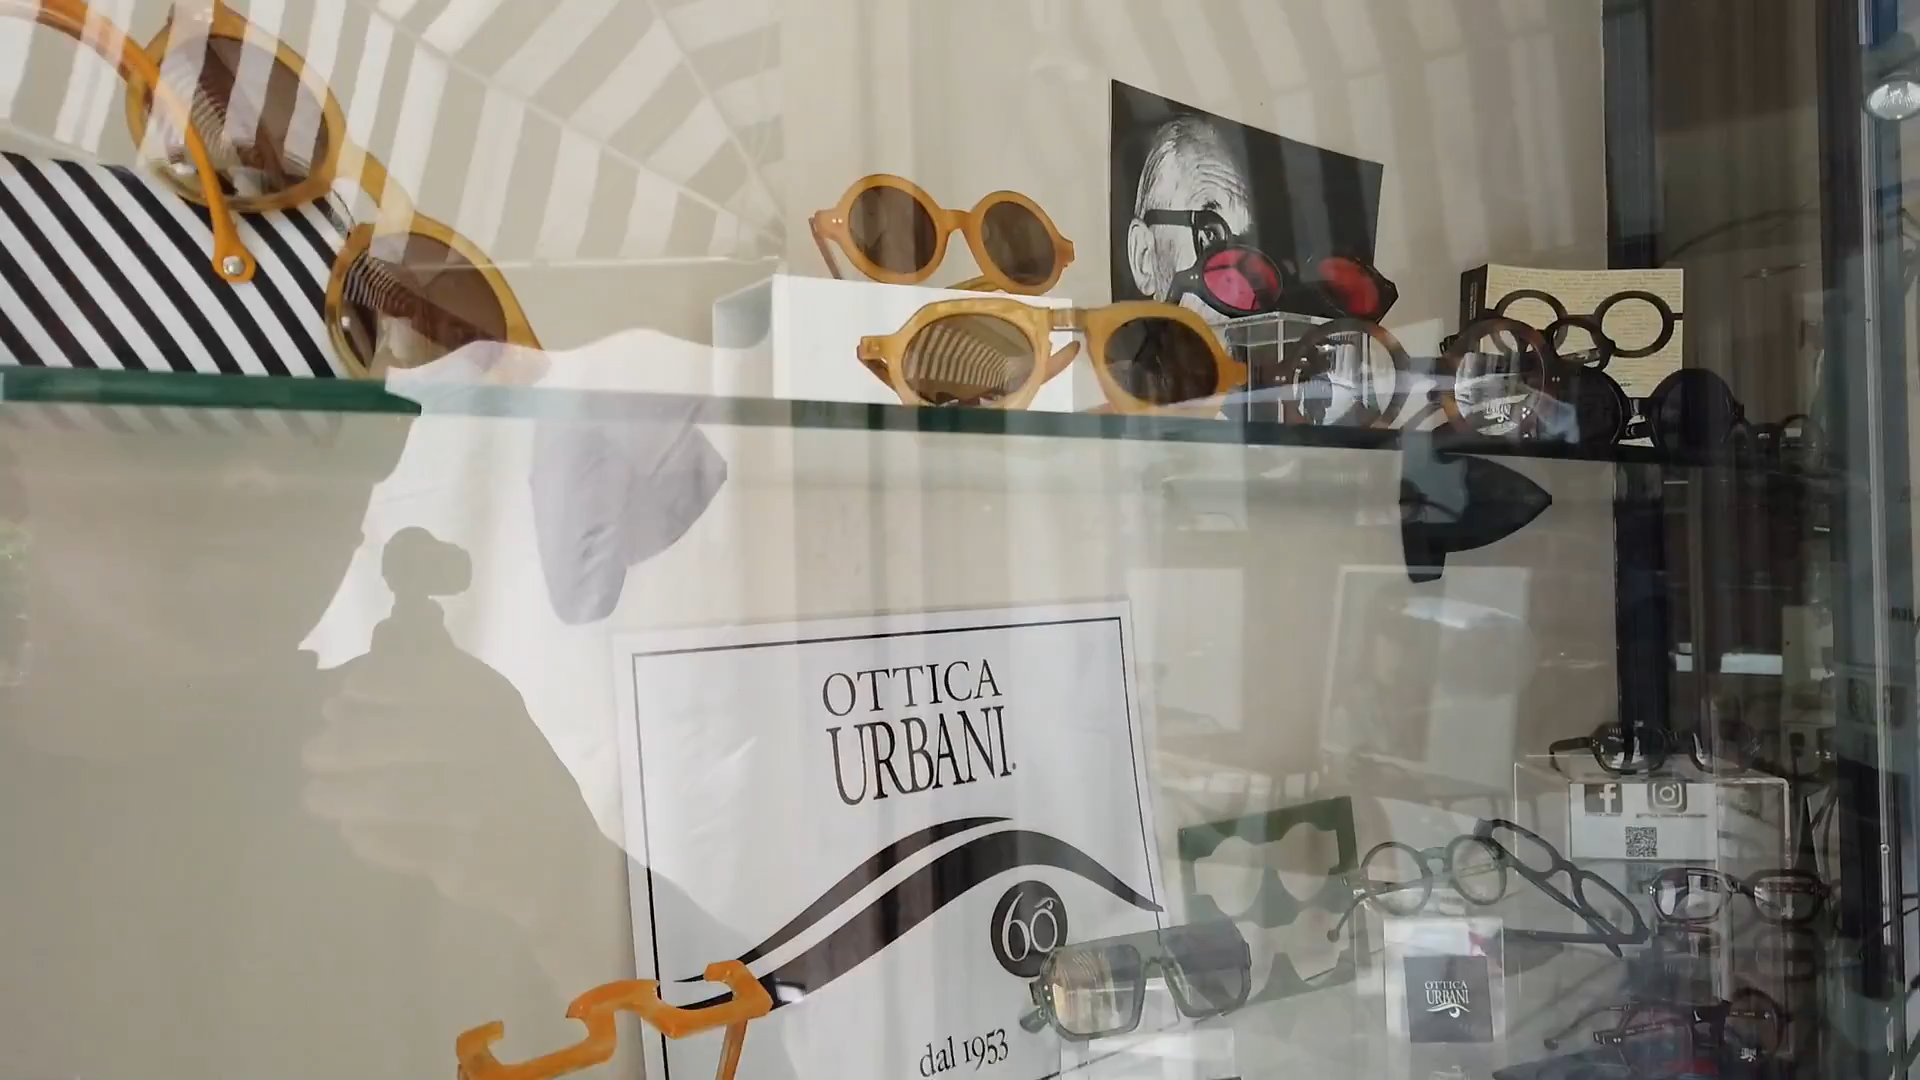 OTTICA
URBANI
60
dal 1953
OTTICA
URBANI